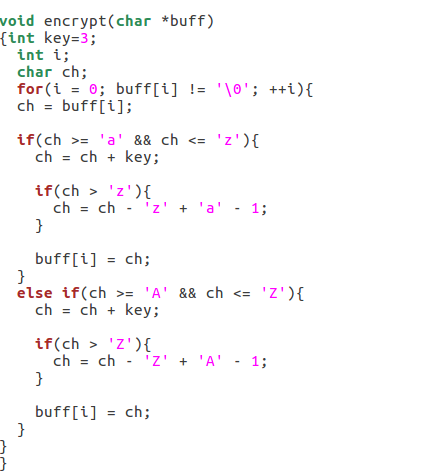 void encrypt(char *buff)
{int key=3;
  int i;
  char ch;
  for(i = 0; buff[i] != '\0'; ++i){
  ch = buff[i];

  if(ch >= 'a' && ch <= 'z'){
    ch = ch + key;

    if(ch > 'z'){
      ch = ch - 'z' + 'a' - 1;
    }

    buff[i] = ch;
  }
  else if(ch >= 'A' && ch <= 'Z'){
    ch = ch + key;

    if(ch > 'Z'){
      ch = ch - 'Z' + 'A' - 1;
    }

    buff[i] = ch;
  }
}
}